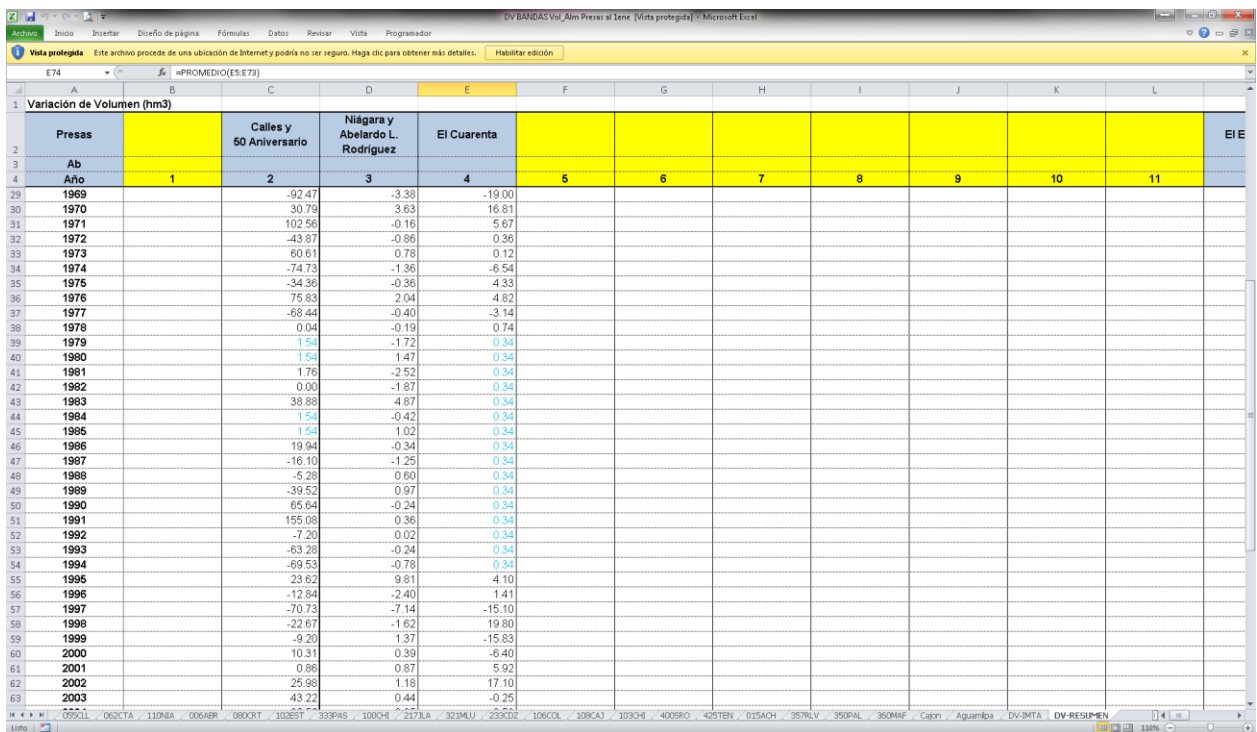 DV BANDAS Vol_Alm Presas al 1ene [Vista protegida] - Microsoft Excel
Archivo Inicio Insertar Diseño de página Fórmulas Datos Revisar Vista Programador
Vista protegida Este archivo procede de una ubicación de Internet y podría no ser seguro. Haga clic para obtener más detalles. Habilitar edición
E74 fx =PROMEDIO(E5:E73)
A B C D E F G H I J K L
1 Variación de Volumen (hm3)
2 Presas Calles y 50 Aniversario Niágara y Abelardo L. Rodríguez El Cuarenta El E
3 Ab
4 Año 1 2 3 4 5 6 7 8 9 10 11
29 1969 -92.47 -3.38 -19.00
30 1970 30.79 3.63 16.81
31 1971 102.56 -0.16 5.67
32 1972 -43.87 -0.86 0.36
33 1973 60.61 0.78 0.12
34 1974 -74.73 -1.36 -6.54
35 1975 -34.36 -0.36 4.33
36 1976 75.83 2.04 4.82
37 1977 -68.44 -0.40 -3.14
38 1978 0.04 -0.19 0.74
39 1979 1.54 -1.72 0.34
40 1980 1.54 1.47 0.34
41 1981 1.76 -2.52 0.34
42 1982 0.00 -1.87 0.34
43 1983 38.88 4.87 0.34
44 1984 1.54 -0.42 0.34
45 1985 1.54 1.02 0.34
46 1986 19.94 -0.34 0.34
47 1987 -16.10 -1.25 0.34
48 1988 -5.28 0.60 0.34
49 1989 -39.52 0.97 0.34
50 1990 65.64 -0.24 0.34
51 1991 155.08 0.36 0.34
52 1992 -7.20 0.02 0.34
53 1993 -63.28 -0.24 0.34
54 1994 -69.53 -0.78 0.34
55 1995 23.62 9.81 4.10
56 1996 -12.84 -2.40 1.41
57 1997 -70.73 -7.14 -15.10
58 1998 -22.67 -1.62 19.80
59 1999 -9.20 1.37 -15.83
60 2000 10.31 0.39 -6.40
61 2001 0.86 0.87 5.92
62 2002 25.98 1.18 17.10
63 2003 43.22 0.44 -0.25
055CLL 062CTA 110NIA 006ABR 080CRT 102EST 333PAS 100CHI 217JLA 321MLU 233CDZ 106COL 108CAJ 103CHI 400SRO 425TEN 015ACH 357RLV 350PAL 360MAF Cajon Aguamilpa DV-IMTA DV-RESUMEN
Listo 110%